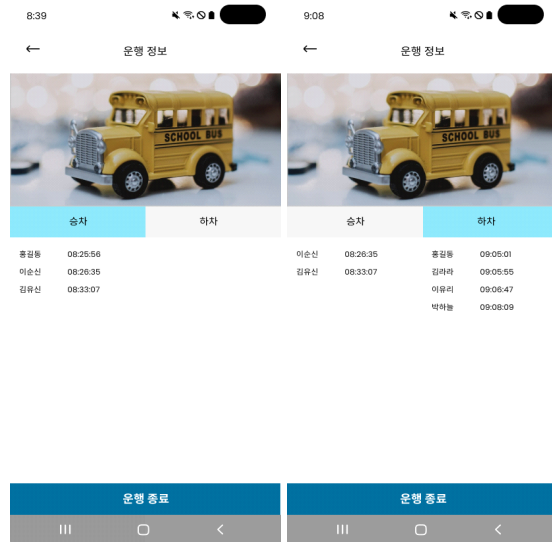 8:39
운행 정보
SCHOOL BUS
승차 하차
홍길동 08:25:56
이순신 08:26:35
김유신 08:33:07
운행 종료
9:08
운행 정보
SCHOOL BUS
승차 하차
이순신 08:26:35 홍길동 09:05:01
김유신 08:33:07 김라라 09:05:55
이유리 09:06:47
박하늘 09:08:09
운행 종료